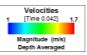 Velocities
1 [Time 0.042] 1.7
Magnitude (m/s)
Depth Averaged